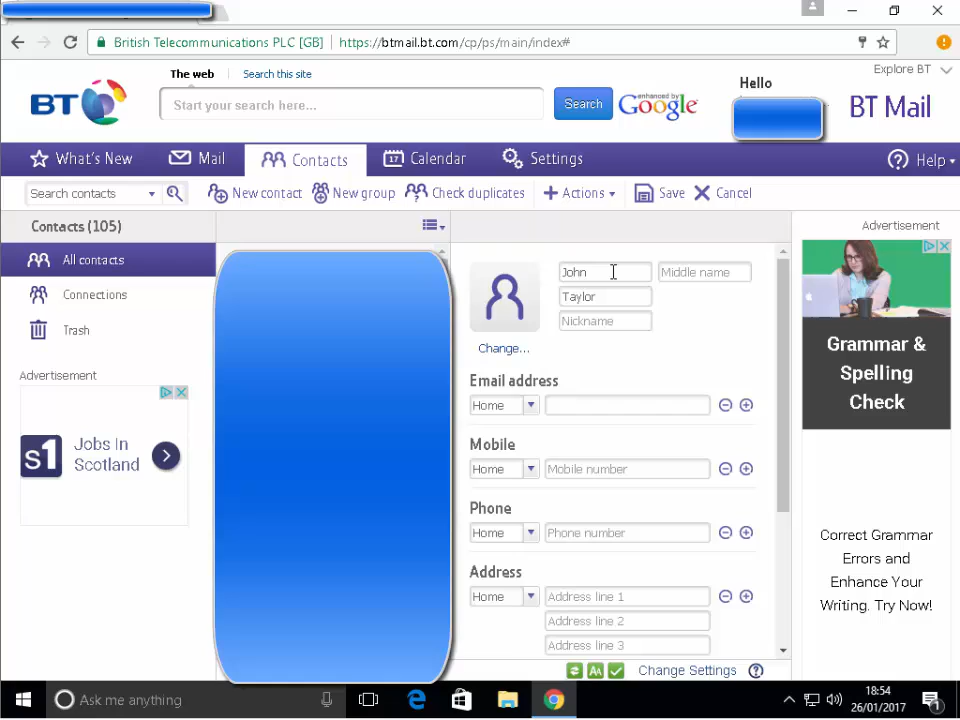 British Telecommunications PLC [GB] https://btmail.bt.com/cp/ps/main/index#
The web Search this site
Explore BT
BT
Start your search here...
Search
enhanced by
Google
Hello
BT Mail
What's New
Mail
Contacts
17
Calendar
Settings
Help
Search contacts
New contact
New group
Check duplicates
Actions
Save
Cancel
Contacts (105)
All contacts
Connections
Trash
Advertisement
s1
Jobs In
Scotland
John
Middle name
Taylor
Nickname
Change...
Email address
Home
Mobile
Home
Mobile number
Phone
Home
Phone number
Address
Home
Address line 1
Address line 2
Address line 3
AA
Change Settings
Advertisement
Grammar &
Spelling
Check
Correct Grammar
Errors and
Enhance Your
Writing. Try Now!
Ask me anything
18:54
26/01/2017
1